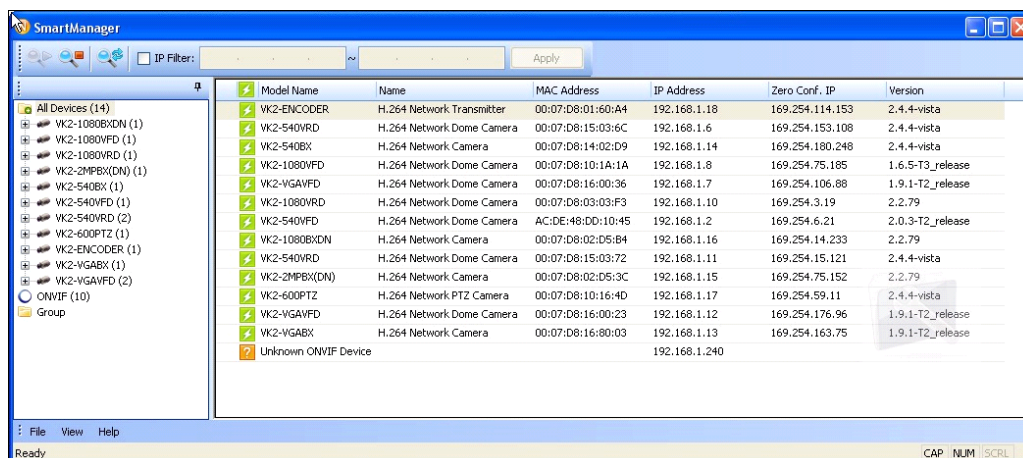 SmartManager
IP Filter: . . . ~ . . . Apply
Model Name Name MAC Address IP Address Zero Conf. IP Version
All Devices (14)
VK2-1080BXDN (1)
VK2-1080VFD (1)
VK2-1080VRD (1)
VK2-2MPBX(DN) (1)
VK2-540BX (1)
VK2-540VFD (1)
VK2-540VRD (2)
VK2-600PTZ (1)
VK2-ENCODER (1)
VK2-VGABX (1)
VK2-VGAVFD (2)
ONVIF (10)
Group
VK2-ENCODER H.264 Network Transmitter 00:07:D8:01:60:A4 192.168.1.18 169.254.114.153 2.4.4-vista
VK2-540VRD H.264 Network Dome Camera 00:07:D8:15:03:6C 192.168.1.6 169.254.153.108 2.4.4-vista
VK2-540BX H.264 Network Camera 00:07:D8:14:02:D9 192.168.1.14 169.254.180.248 2.4.4-vista
VK2-1080VFD H.264 Network Dome Camera 00:07:D8:10:1A:1A 192.168.1.8 169.254.75.185 1.6.5-T3_release
VK2-VGAVFD H.264 Network Dome Camera 00:07:D8:16:00:36 192.168.1.7 169.254.106.88 1.9.1-T2_release
VK2-1080VRD H.264 Network Dome Camera 00:07:D8:03:03:F3 192.168.1.10 169.254.3.19 2.2.79
VK2-540VFD H.264 Network Dome Camera AC:DE:48:DD:10:45 192.168.1.2 169.254.6.21 2.0.3-T2_release
VK2-1080BXDN H.264 Network Camera 00:07:D8:02:D5:B4 192.168.1.16 169.254.14.233 2.2.79
VK2-540VRD H.264 Network Dome Camera 00:07:D8:15:03:72 192.168.1.11 169.254.15.121 2.4.4-vista
VK2-2MPBX(DN) H.264 Network Camera 00:07:D8:02:D5:3C 192.168.1.15 169.254.75.152 2.2.79
VK2-600PTZ H.264 Network PTZ Camera 00:07:D8:10:16:4D 192.168.1.17 169.254.59.11 2.4.4-vista
VK2-VGAVFD H.264 Network Dome Camera 00:07:D8:16:00:23 192.168.1.12 169.254.176.96 1.9.1-T2_release
VK2-VGABX H.264 Network Camera 00:07:D8:16:80:03 192.168.1.13 169.254.163.75 1.9.1-T2_release
Unknown ONVIF Device 192.168.1.240
File View Help
Ready CAP NUM SCRL